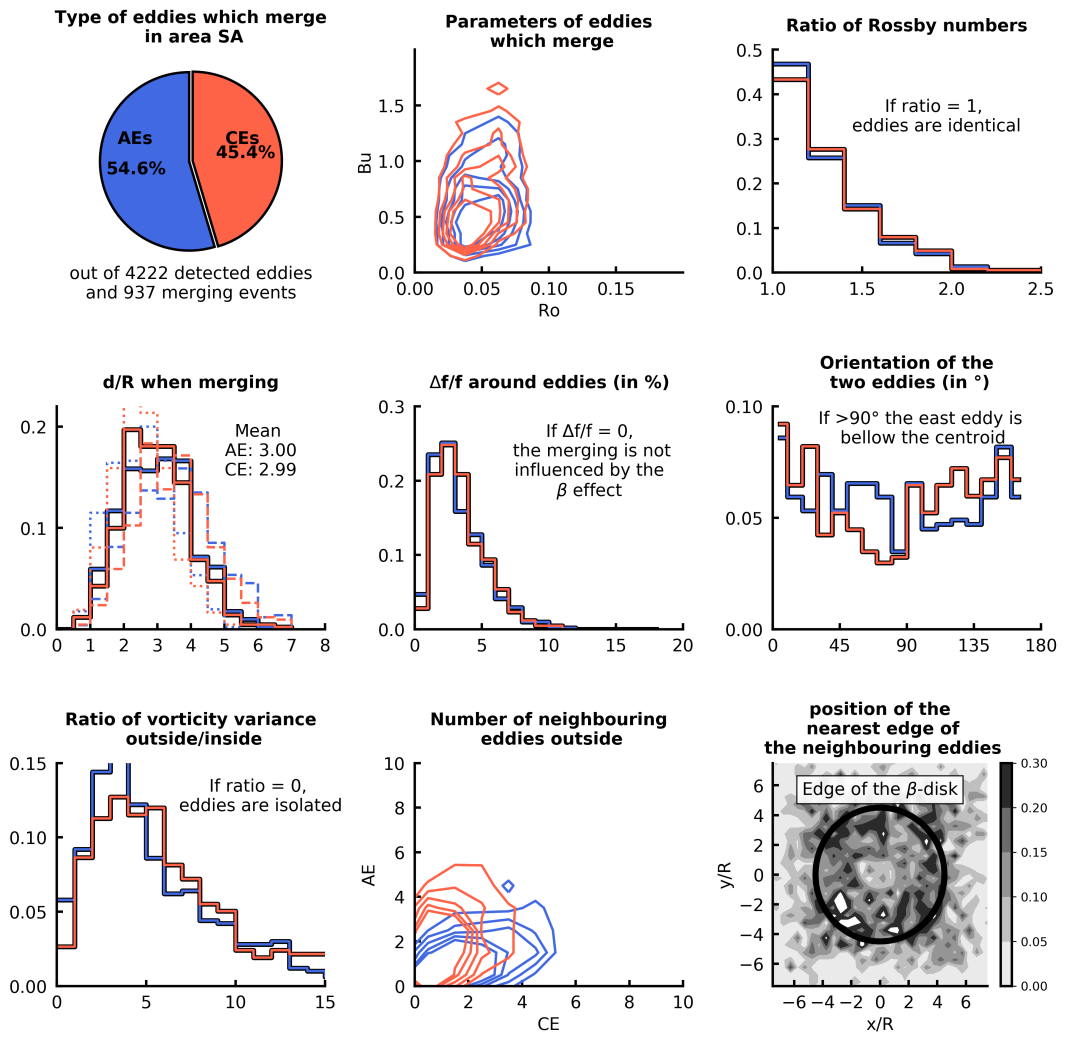 Type of eddies which merge
in area SA
AEs
54.6%
CEs
45.4%
out of 4222 detected eddies
and 937 merging events
Parameters of eddies
which merge
Bu
1.5
1.0
0.5
0.0
0.00 0.05 0.10 0.15
Ro
Ratio of Rossby numbers
If ratio = 1,
eddies are identical
0.5
0.4
0.3
0.2
0.1
0.0
1.0 1.5 2.0 2.5
d/R when merging
Mean
AE: 3.00
CE: 2.99
0.2
0.1
0.0
0 1 2 3 4 5 6 7 8
Δf/f around eddies (in %)
If Δf/f = 0,
the merging is not
influenced by the
β effect
0.3
0.2
0.1
0.0
0 5 10 15 20
Orientation of the
two eddies (in °)
If >90° the east eddy is
bellow the centroid
0.10
0.05
0.00
0 45 90 135 180
Ratio of vorticity variance
outside/inside
If ratio = 0,
eddies are isolated
0.15
0.10
0.05
0.00
0 5 10 15
Number of neighbouring
eddies outside
AE
10
8
6
4
2
0
0 2 4 6 8 10
CE
position of the
nearest edge of
the neighbouring eddies
Edge of the β-disk
y/R
6
4
2
0
−2
−4
−6
−6 −4 −2 0 2 4 6
x/R
0.30
0.20
0.15
0.10
0.05
0.00